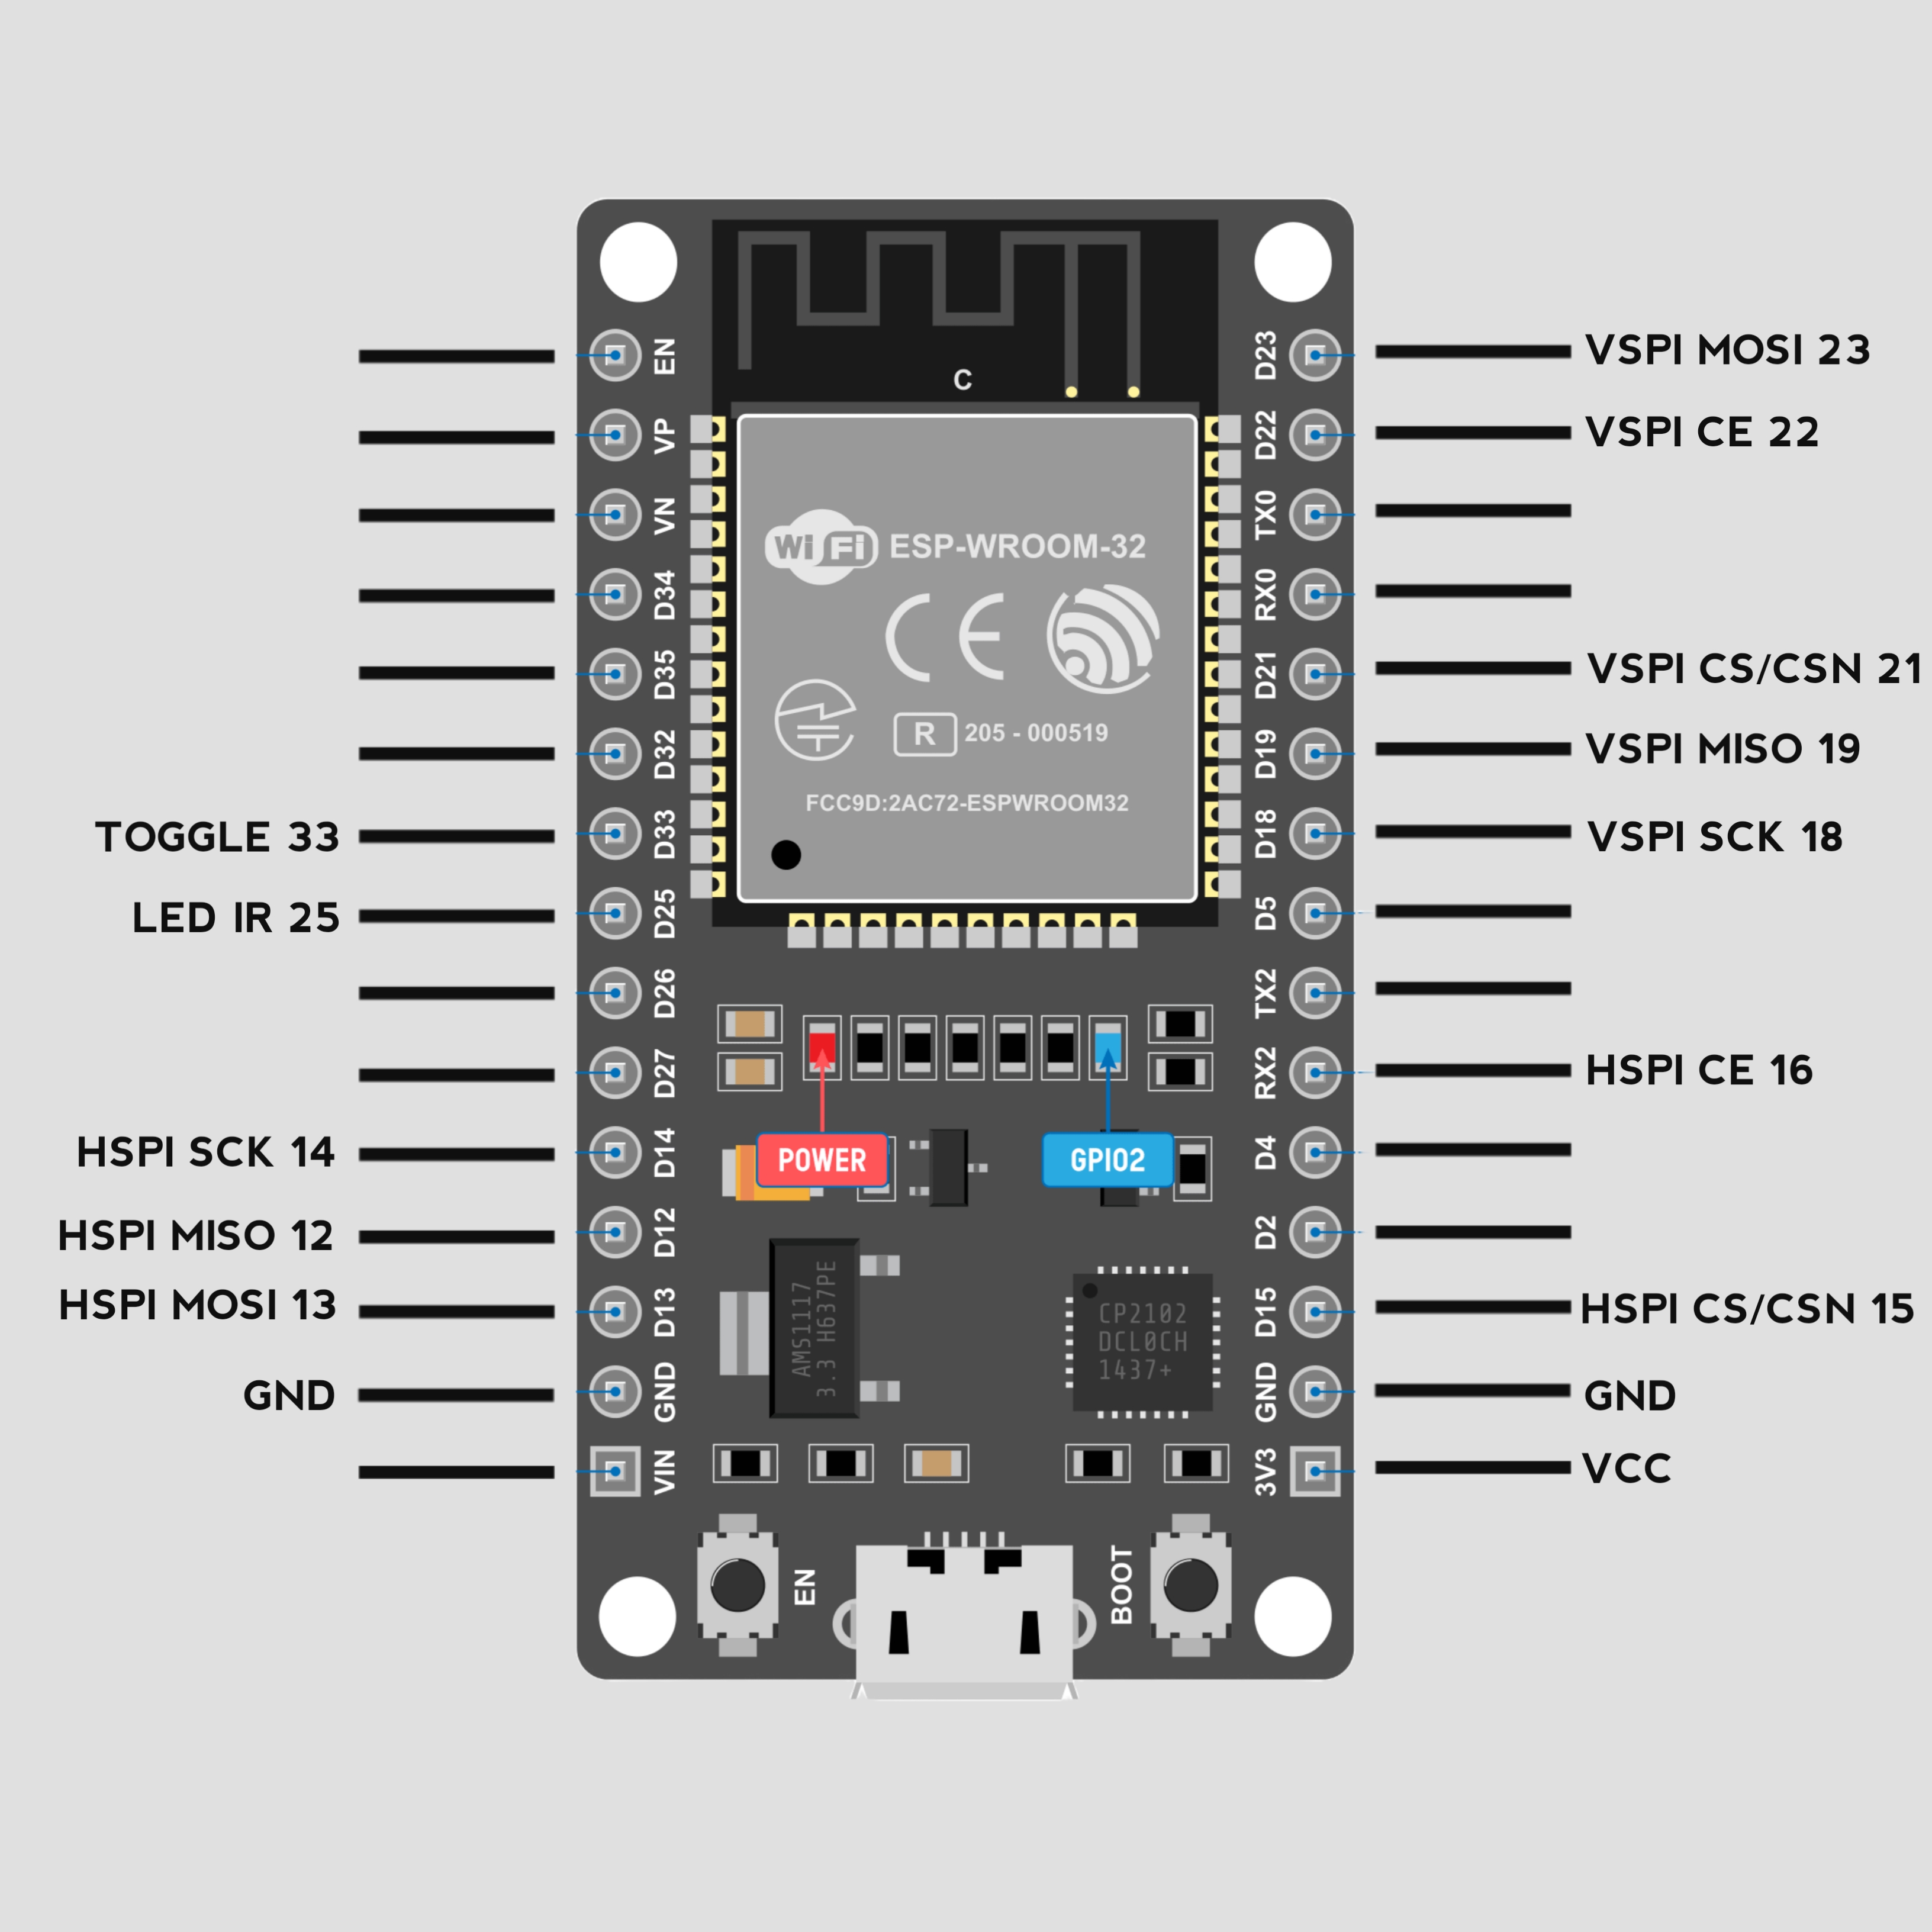 EN
VP
VN
D34
D35
D32
TOGGLE 33
D33
LED IR 25
D25
D26
D27
HSPI SCK 14
D14
HSPI MISO 12
D12
HSPI MOSI 13
D13
GND
GND
VIN
C
WiFi ESP-WROOM-32
CE
R 205 - 000519
FCC9D:2AC72-ESPWROOM32
POWER
GPIO2
AMS1117
3.3 H637PE
CP2102
DCL0CH
1437+
EN
BOOT
D23
VSPI MOSI 23
D22
VSPI CE 22
TX0
RX0
D21
VSPI CS/CSN 21
D19
VSPI MISO 19
D18
VSPI SCK 18
D5
TX2
RX2
HSPI CE 16
D4
D2
D15
HSPI CS/CSN 15
GND
GND
3V3
VCC